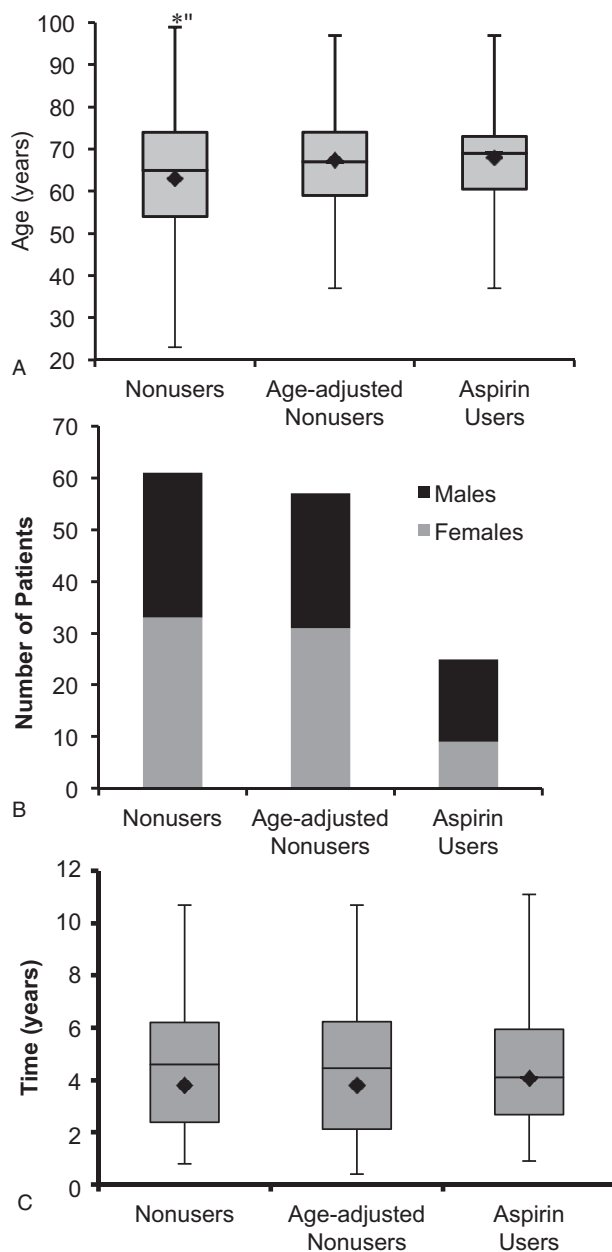 100
*"
90
80
70
60
50
40
30
20
Age (years)
A
Nonusers
Age-adjusted
Nonusers
Aspirin
Users
70
60
50
40
30
20
10
0
Number of Patients
Males
Females
B
Nonusers
Age-adjusted
Nonusers
Aspirin
Users
12
10
8
6
4
2
0
Time (years)
C
Nonusers
Age-adjusted
Nonusers
Aspirin
Users